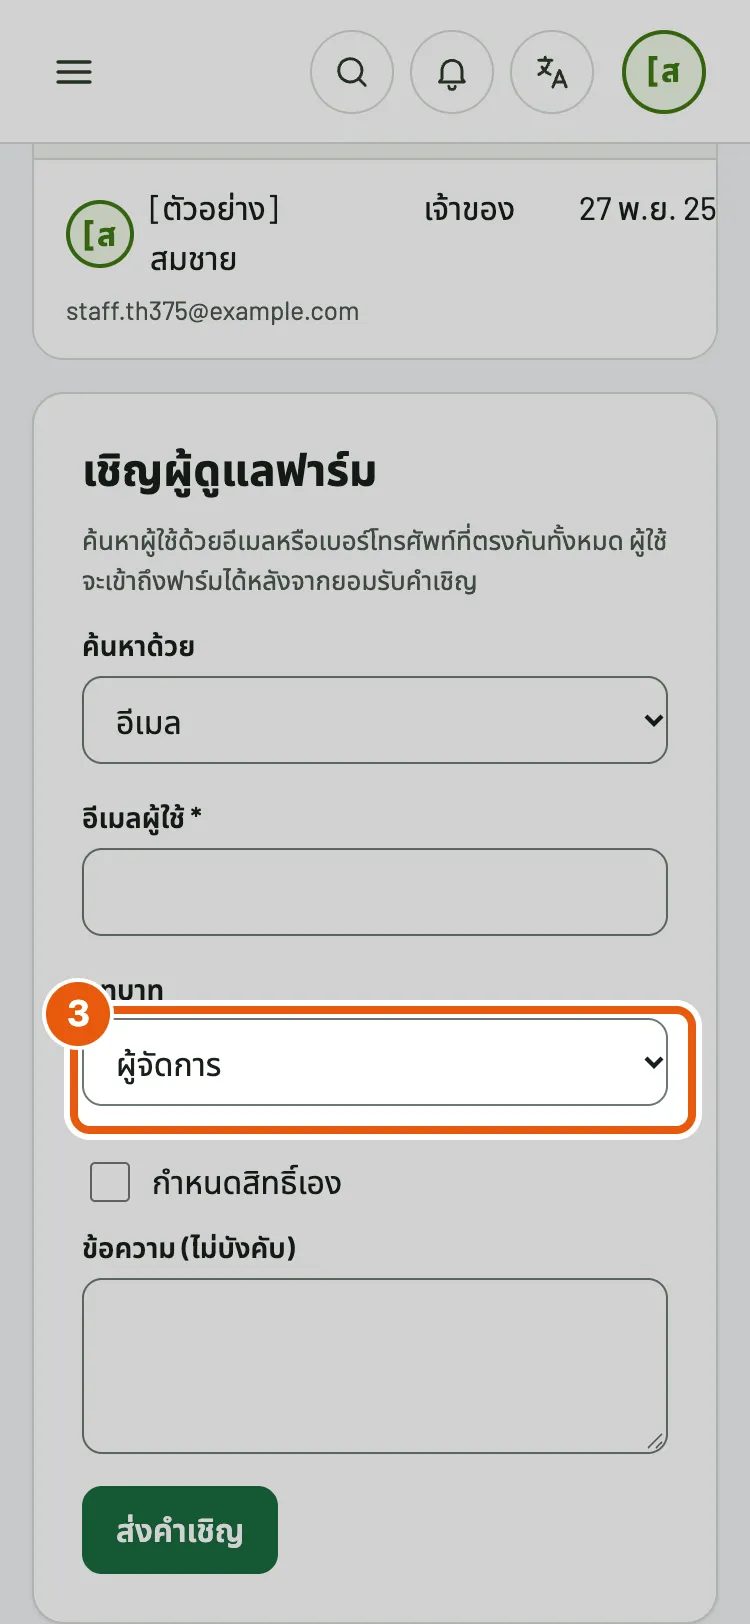 [ส
[ส
[ตัวอย่าง] เจ้าของ 27 พ.ย. 25
สมชาย
staff.th375@example.com
เชิญผู้ดูแลฟาร์ม
ค้นหาผู้ใช้ด้วยอีเมลหรือเบอร์โทรศัพท์ที่ตรงกันทั้งหมด ผู้ใช้
จะเข้าถึงฟาร์มได้หลังจากยอมรับคำเชิญ
ค้นหาด้วย
อีเมล
อีเมลผู้ใช้ *
3
ผู้จัดการ
กำหนดสิทธิ์เอง
ข้อความ (ไม่บังคับ)
ส่งคำเชิญ